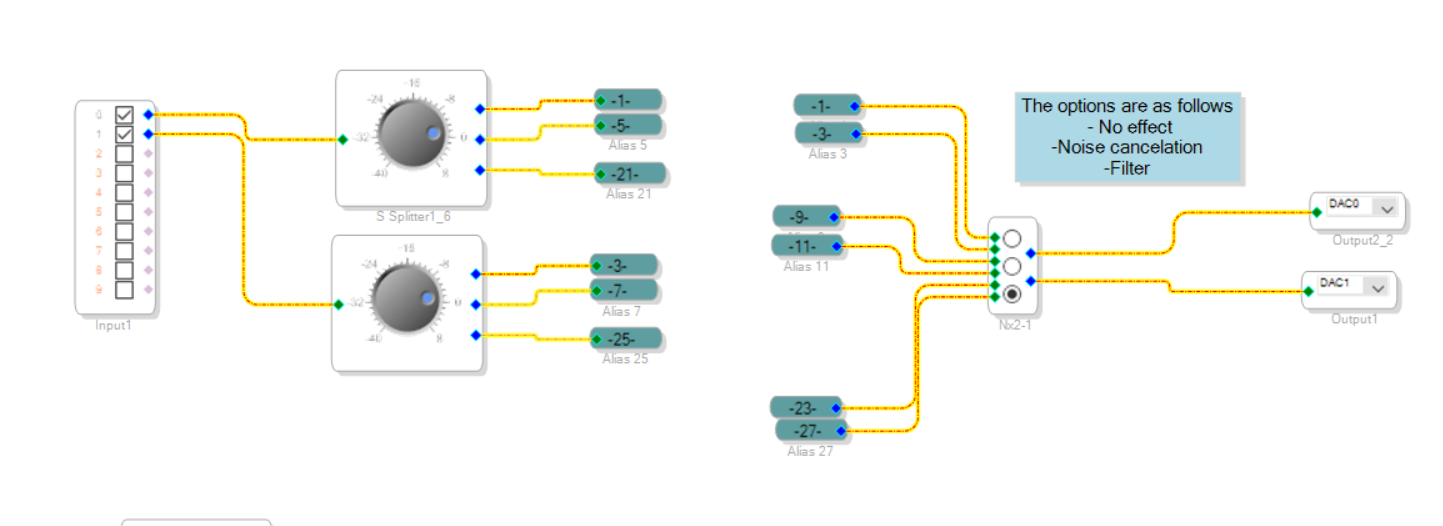 0
1
2
3
4
5
6
7
8
9
Input1
-16
-24
-8
-32
0
-40
8
S Splitter1_6
-1-
-5-
Alias 5
-21-
Alias 21
-16
-24
-8
-32
0
-40
8
-3-
-7-
Alias 7
-25-
Alias 25
-1-
-3-
Alias 3
The options are as follows
- No effect
-Noise cancelation
-Filter
-9-
-11-
Alias 11
Nx2-1
-23-
-27-
Alias 27
DAC0
Output2_2
DAC1
Output1